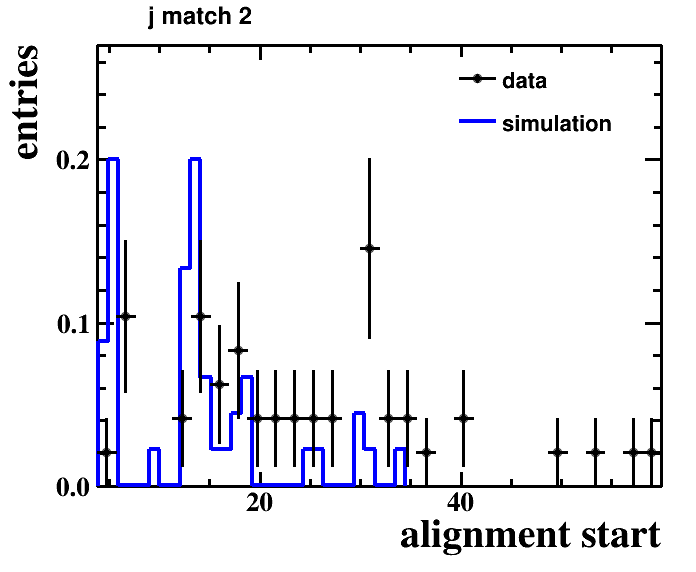 j match 2
entries
data
simulation
0.2
0.1
0.0
20
40
alignment start